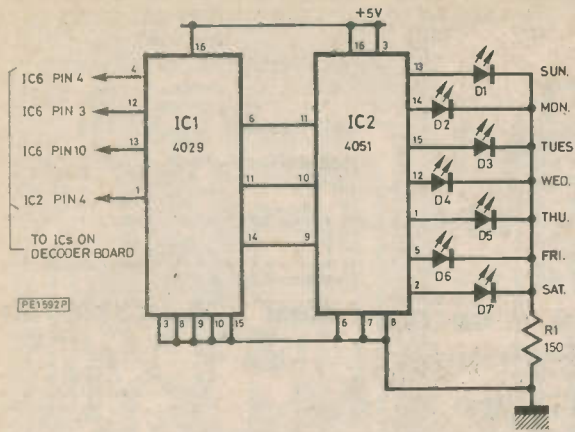 +5V
16
16
3
IC6 PIN 4
4
IC6 PIN 3
12
IC6 PIN 10
13
IC2 PIN 4
1
TO ICs ON
DECODER BOARD
IC1
4029
6
11
11
10
14
9
IC2
4051
13
D1
SUN.
14
D2
MON.
15
D3
TUES
12
D4
WED.
1
D5
THU.
5
D6
FRI.
2
D7
SAT.
R1
150
3 8 9 10 15
6 7 8
PE1592P